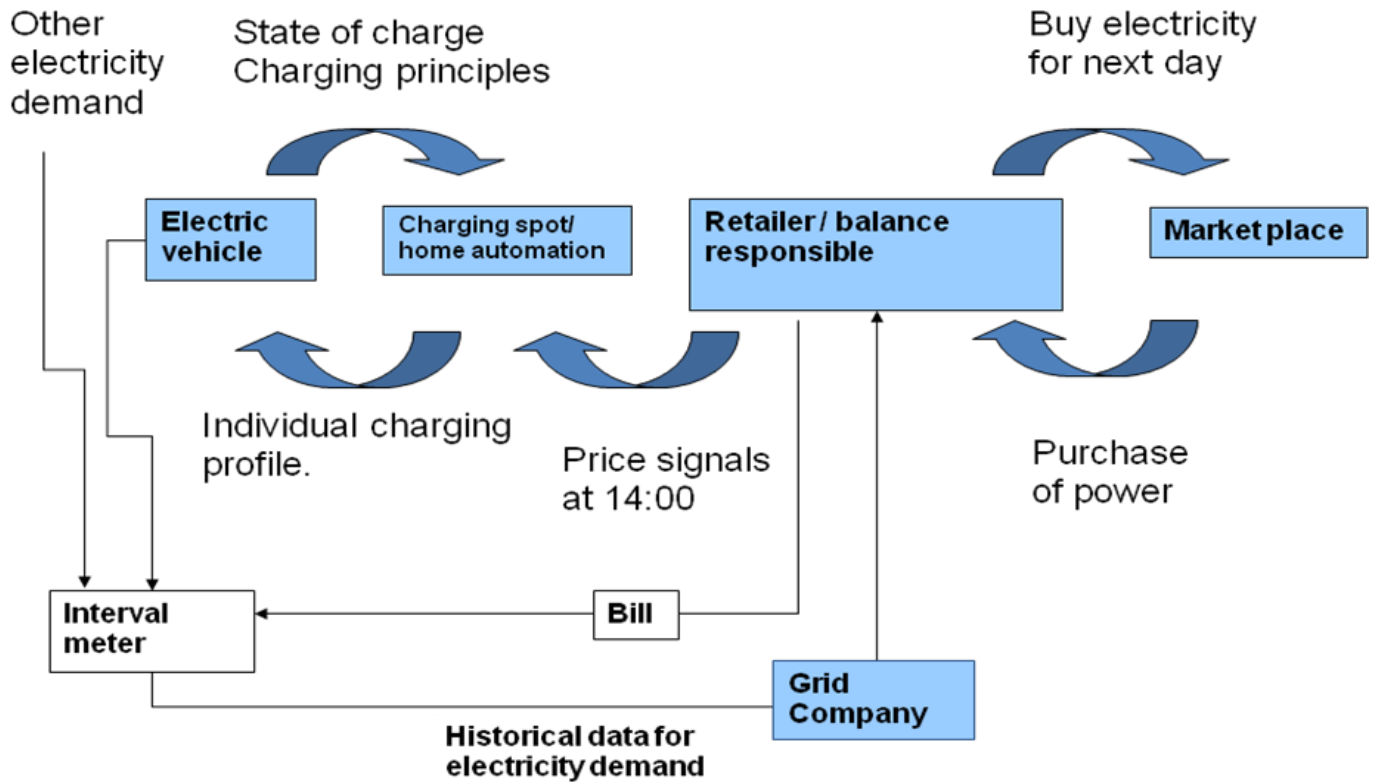 Other
electricity
demand
State of charge
Charging principles
Buy electricity
for next day
Electric
vehicle
Charging spot/
home automation
Retailer / balance
responsible
Market place
Individual charging
profile.
Price signals
at 14:00
Purchase
of power
Interval
meter
Bill
Grid
Company
Historical data for
electricity demand